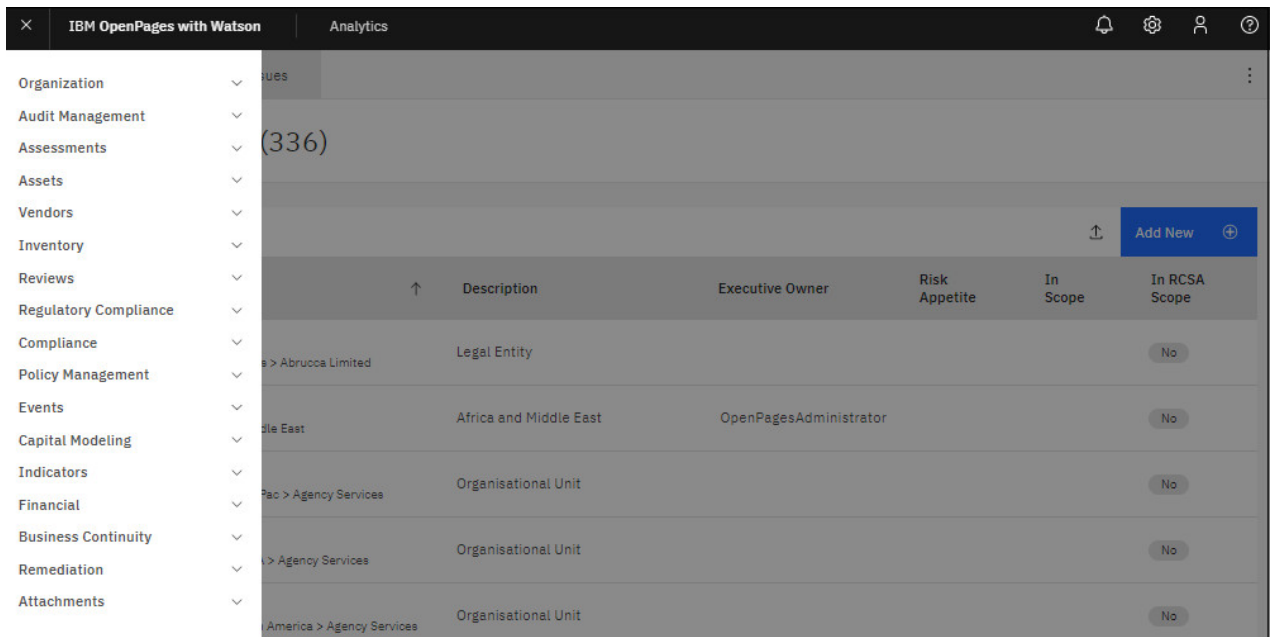 IBM OpenPages with Watson
Analytics
Organization
Audit Management
Assessments
Assets
Vendors
Inventory
Reviews
Regulatory Compliance
Compliance
Policy Management
Events
Capital Modeling
Indicators
Financial
Business Continuity
Remediation
Attachments
(336)
Add New
Description
Executive Owner
Risk
Appetite
In
Scope
In RCSA
Scope
> Abrucca Limited
Legal Entity
No
East
Africa and Middle East
OpenPagesAdministrator
No
> Agency Services
Organisational Unit
No
> Agency Services
Organisational Unit
No
America > Agency Services
Organisational Unit
No